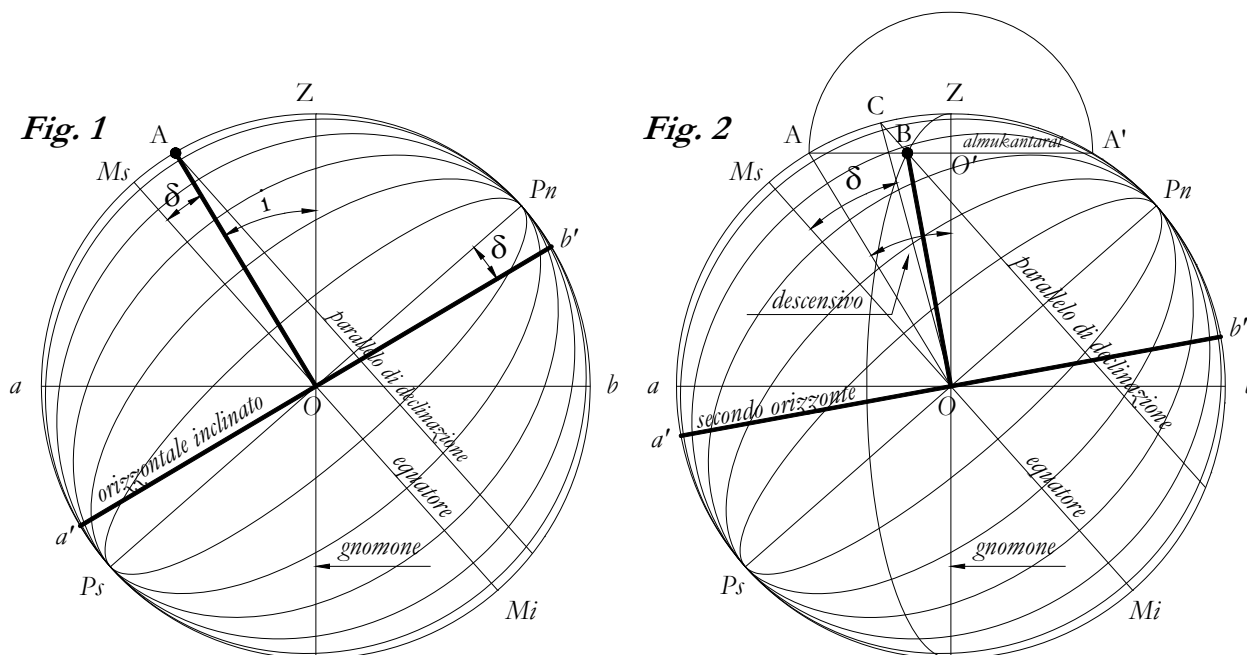 Fig. 1
Z
A
Ms
δ
i
Pn
b'
δ
parallelo di declinazione
a
b
O
orizzontale inclinato
equatore
a'
gnomone
Ps
Mi
Fig. 2
C
Z
A
B
almukantarat
A'
O'
Ms
δ
Pn
parallelo di declinazione
descensivo
b'
a
O
secondo orizzonte
a'
equatore
gnomone
Ps
Mi